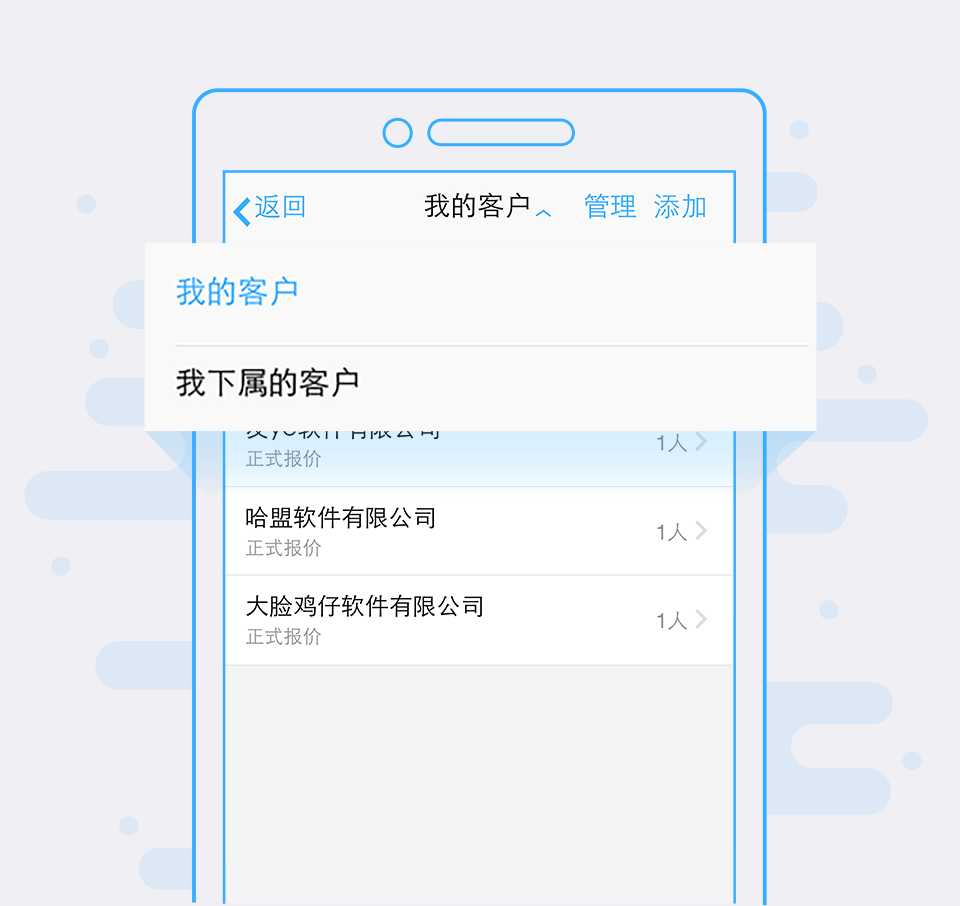 返回 我的客户 管理 添加
我的客户
我下属的客户
软件有限公司
正式报价 1人
哈盟软件有限公司
正式报价 1人
大脸鸡仔软件有限公司
正式报价 1人